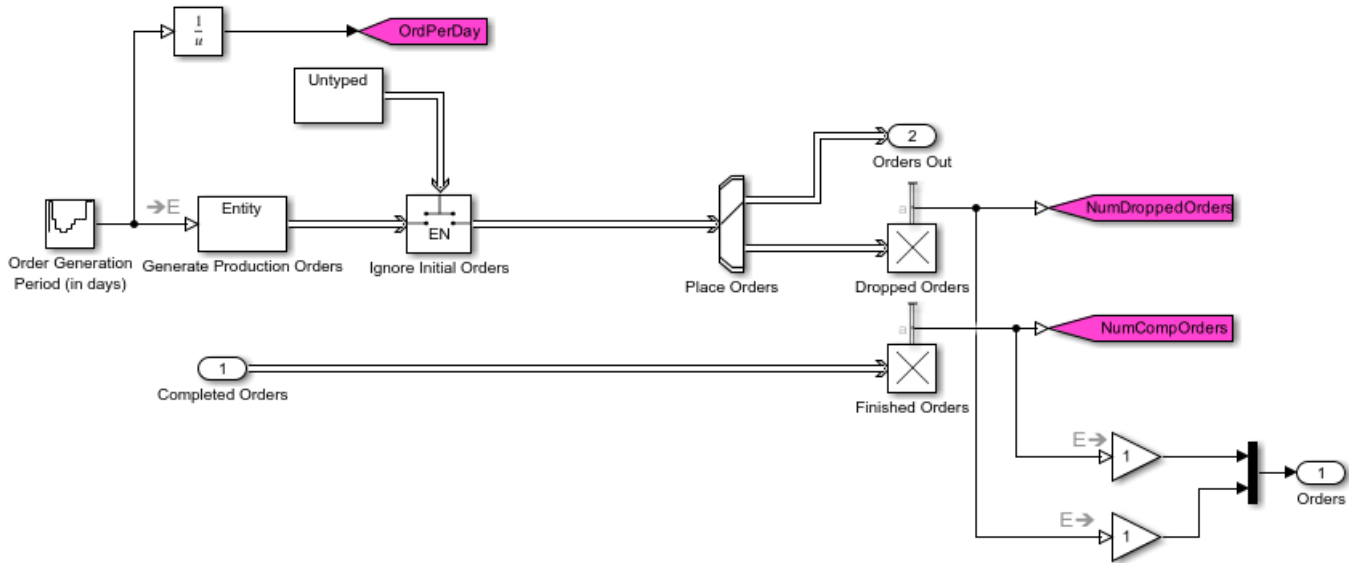 1
u
OrdPerDay
Untyped
2
Orders Out
E
Entity
EN
a
NumDroppedOrders
Order Generation
Period (in days)
Generate Production Orders
Ignore Initial Orders
Place Orders
Dropped Orders
a
NumCompOrders
1
Completed Orders
Finished Orders
E
1
1
Orders
E
1